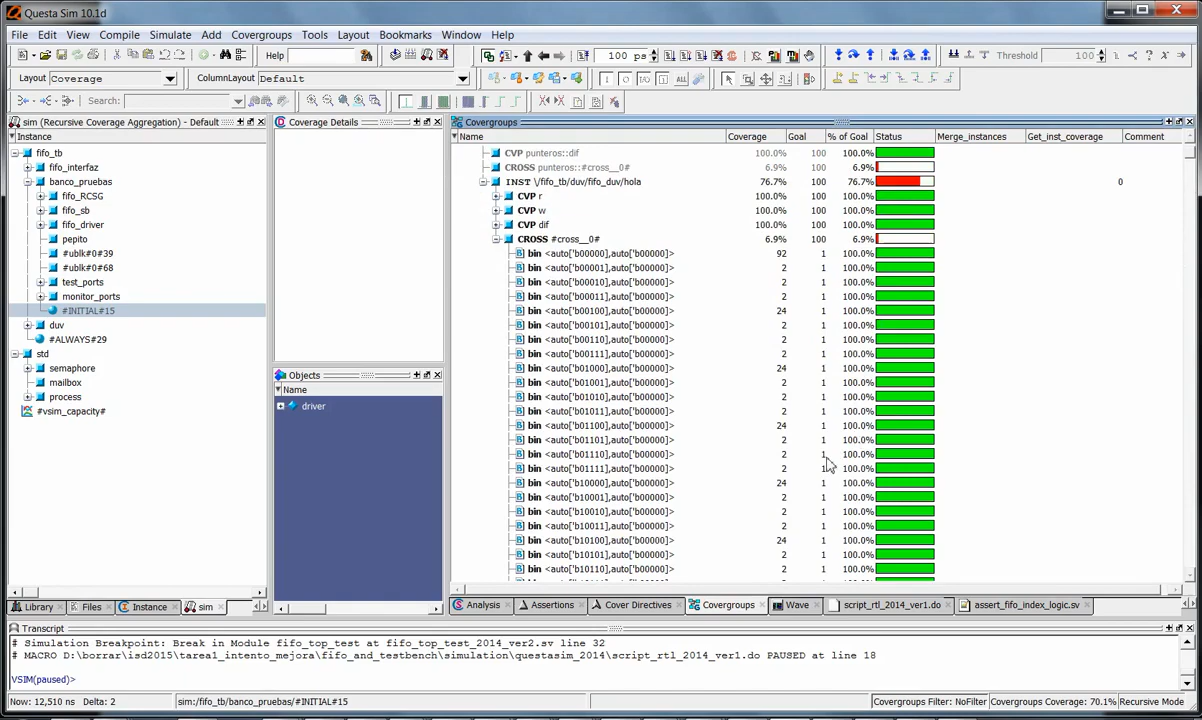 Questa Sim 10.1d
File Edit View Compile Simulate Add Covergroups Tools Layout Bookmarks Window Help
Help 100 ps Threshold 100
Layout Coverage ColumnLayout Default
Search:
sim (Recursive Coverage Aggregation) - Default
Instance
fifo_tb
fifo_interfaz
banco_pruebas
fifo_RCSG
fifo_sb
fifo_driver
pepito
#ublk#0#39
#ublk#0#68
test_ports
monitor_ports
#INITIAL#15
duv
#ALWAYS#29
std
semaphore
mailbox
process
#vsim_capacity#
Coverage Details
Objects
Name
driver
Covergroups
Name Coverage Goal % of Goal Status Merge_instances Get_inst_coverage Comment
CVP punteros::dif 100.0% 100 100.0%
CROSS punteros::#cross__0# 6.9% 100 6.9%
INST \/fifo_tb/duv/fifo_duv/hola 76.7% 100 76.7% 0
CVP r 100.0% 100 100.0%
CVP w 100.0% 100 100.0%
CVP dif 100.0% 100 100.0%
CROSS #cross__0# 6.9% 100 6.9%
bin <auto['b00000],auto['b00000]> 92 1 100.0%
bin <auto['b00001],auto['b00000]> 2 1 100.0%
bin <auto['b00010],auto['b00000]> 2 1 100.0%
bin <auto['b00011],auto['b00000]> 2 1 100.0%
bin <auto['b00100],auto['b00000]> 24 1 100.0%
bin <auto['b00101],auto['b00000]> 2 1 100.0%
bin <auto['b00110],auto['b00000]> 2 1 100.0%
bin <auto['b00111],auto['b00000]> 2 1 100.0%
bin <auto['b01000],auto['b00000]> 24 1 100.0%
bin <auto['b01001],auto['b00000]> 2 1 100.0%
bin <auto['b01010],auto['b00000]> 2 1 100.0%
bin <auto['b01011],auto['b00000]> 2 1 100.0%
bin <auto['b01100],auto['b00000]> 24 1 100.0%
bin <auto['b01101],auto['b00000]> 2 1 100.0%
bin <auto['b01110],auto['b00000]> 2 1 100.0%
bin <auto['b01111],auto['b00000]> 2 1 100.0%
bin <auto['b10000],auto['b00000]> 24 1 100.0%
bin <auto['b10001],auto['b00000]> 2 1 100.0%
bin <auto['b10010],auto['b00000]> 2 1 100.0%
bin <auto['b10011],auto['b00000]> 2 1 100.0%
bin <auto['b10100],auto['b00000]> 24 1 100.0%
bin <auto['b10101],auto['b00000]> 2 1 100.0%
bin <auto['b10110],auto['b00000]> 2 1 100.0%
Library Files Instance sim
Analysis Assertions Cover Directives Covergroups Wave script_rtl_2014_ver1.do assert_fifo_index_logic.sv
Transcript
# Simulation Breakpoint: Break in Module fifo_top_test at fifo_top_test_2014_ver2.sv line 32
# MACRO D:\borrar\isd2015\tarea1_intento_mejora\fifo_and_testbench\simulation\questasim_2014\script_rtl_2014_ver1.do PAUSED at line 18
VSIM(paused)>
Now: 12,510 ns Delta: 2 sim:/fifo_tb/banco_pruebas/#INITIAL#15 Covergroups Filter: NoFilter Covergroups Coverage: 70.1% Recursive Mode